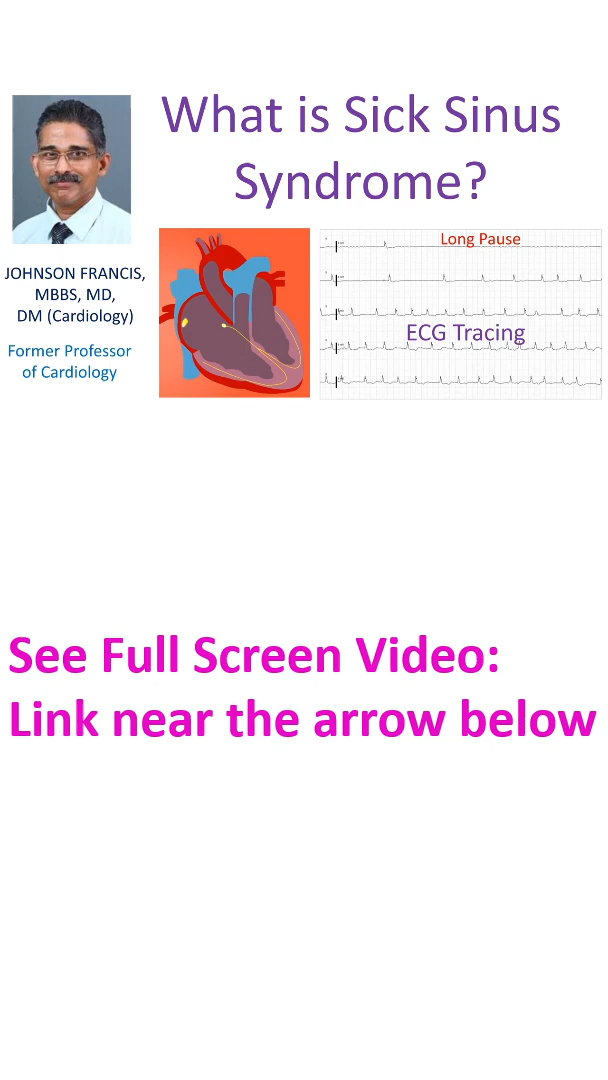 What is Sick Sinus
Syndrome?
JOHNSON FRANCIS,
MBBS, MD,
DM (Cardiology)
Former Professor
of Cardiology
Long Pause
ECG Tracing
See Full Screen Video:
Link near the arrow below